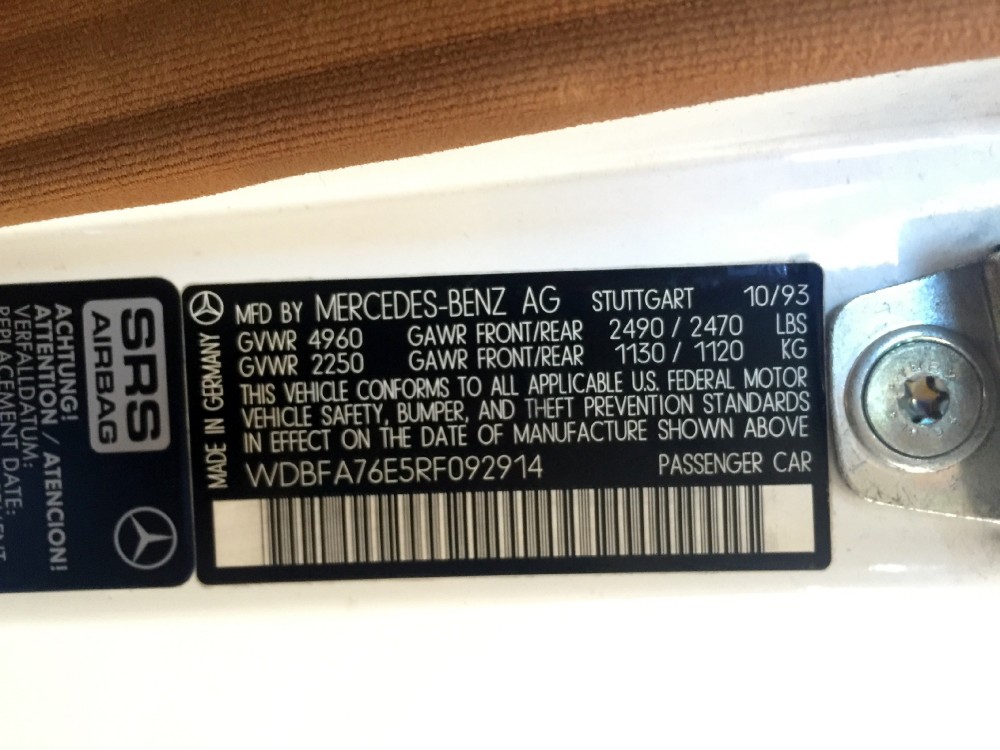 MFD BY MERCEDES-BENZ AG STUTTGART 10/93
GVWR 4960 GAWR FRONT/REAR 2490 / 2470 LBS
GVWR 2250 GAWR FRONT/REAR 1130 / 1120 KG
THIS VEHICLE CONFORMS TO ALL APPLICABLE U.S. FEDERAL MOTOR
VEHICLE SAFETY, BUMPER, AND THEFT PREVENTION STANDARDS
IN EFFECT ON THE DATE OF MANUFACTURE SHOWN ABOVE
WDBFA76E5RF092914 PASSENGER CAR
MADE IN GERMANY
SRS
AIRBAG
ACHTUNG!
ATTENTION / ATENCION!
VERFALLDATUM:
REPLACEMENT DATE: